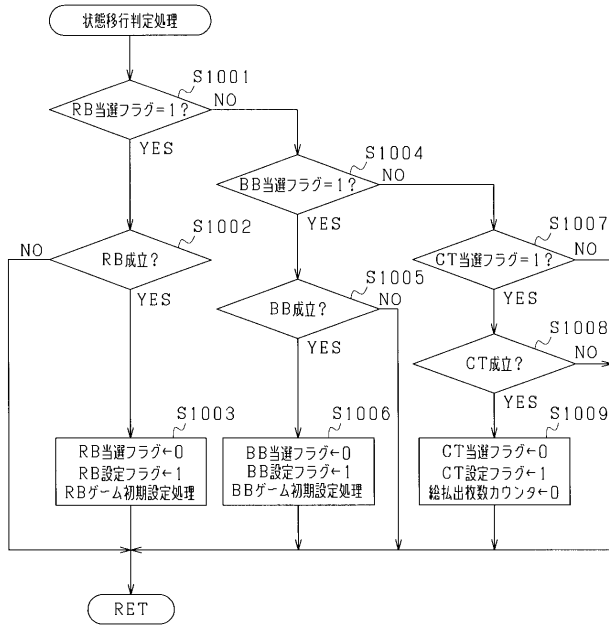 状態移行判定処理
S1001
RB当選フラグ=1?
NO
YES
S1004
BB当選フラグ=1?
NO
YES
S1002
RB成立?
NO
YES
S1007
CT当選フラグ=1?
NO
YES
S1005
BB成立?
NO
YES
S1008
CT成立?
NO
YES
S1003
RB当選フラグ←0
RB設定フラグ←1
RBゲーム初期設定処理
S1006
BB当選フラグ←0
BB設定フラグ←1
BBゲーム初期設定処理
S1009
CT当選フラグ←0
CT設定フラグ←1
総払出枚数カウンタ←0
RET